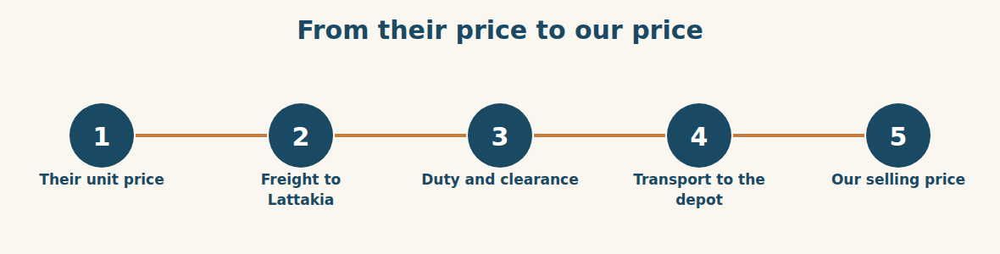 From their price to our price
1
2
3
4
5
Their unit price
Freight to
Lattakia
Duty and clearance
Transport to the
depot
Our selling price